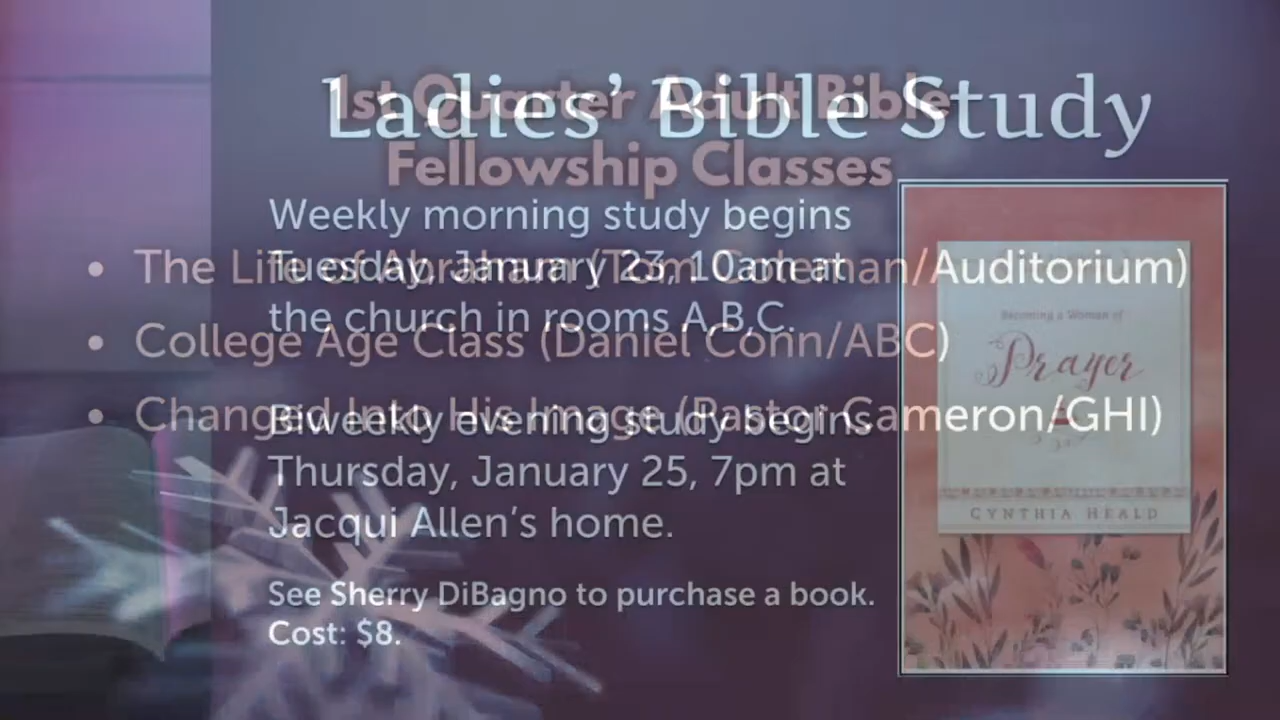 Ladies’ Bible Study
Weekly morning study begins
Tuesday, January 23, 10am at
the church in rooms A,B,C.
Biweekly evening study begins
Thursday, January 25, 7pm at
Jacqui Allen’s home.
See Sherry DiBagno to purchase a book.
Cost: $8.
1st Quarter Adult Bible
Fellowship Classes
• The Life of Abraham (Tom Coleman/Auditorium)
• College Age Class (Daniel Conn/ABC)
• Changed Into His Image (Pastor Cameron/GHI)
Becoming a Woman of
Prayer
CYNTHIA HEALD